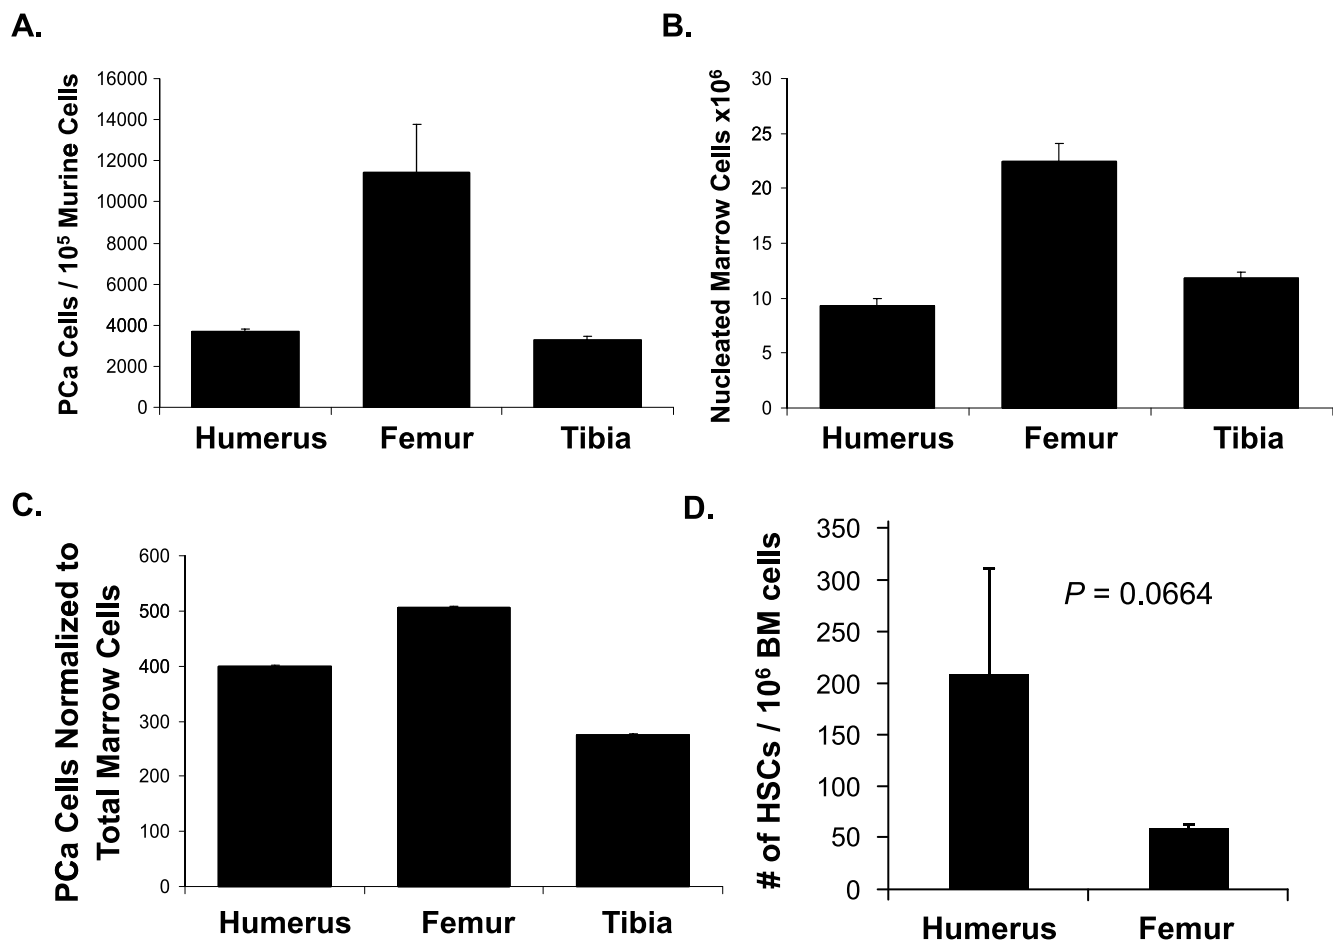 A.
PCa Cells / 10⁵ Murine Cells
16000
14000
12000
10000
8000
6000
4000
2000
0
Humerus Femur Tibia
B.
Nucleated Marrow Cells x10⁶
30
25
20
15
10
5
0
Humerus Femur Tibia
C.
PCa Cells Normalized to
Total Marrow Cells
600
500
400
300
200
100
0
Humerus Femur Tibia
D.
# of HSCs / 10⁶ BM cells
350
300
250
200
150
100
50
0
P = 0.0664
Humerus Femur